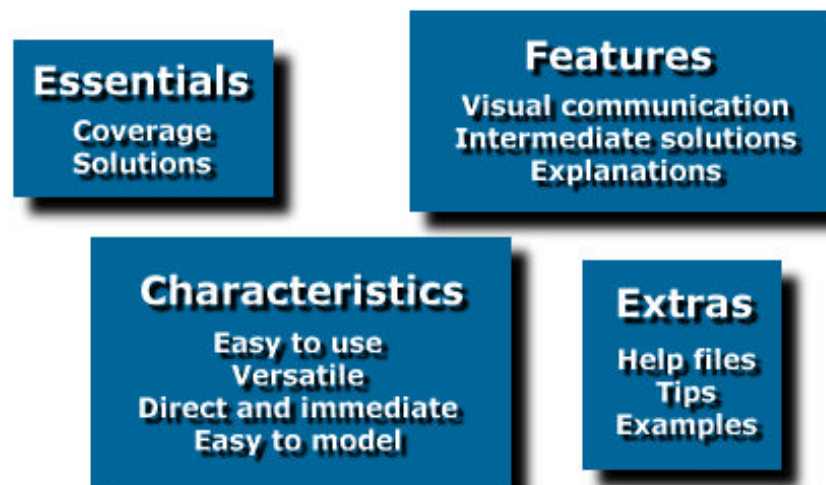 Essentials
Coverage
Solutions
Features
Visual communication
Intermediate solutions
Explanations
Characteristics
Easy to use
Versatile
Direct and immediate
Easy to model
Extras
Help files
Tips
Examples